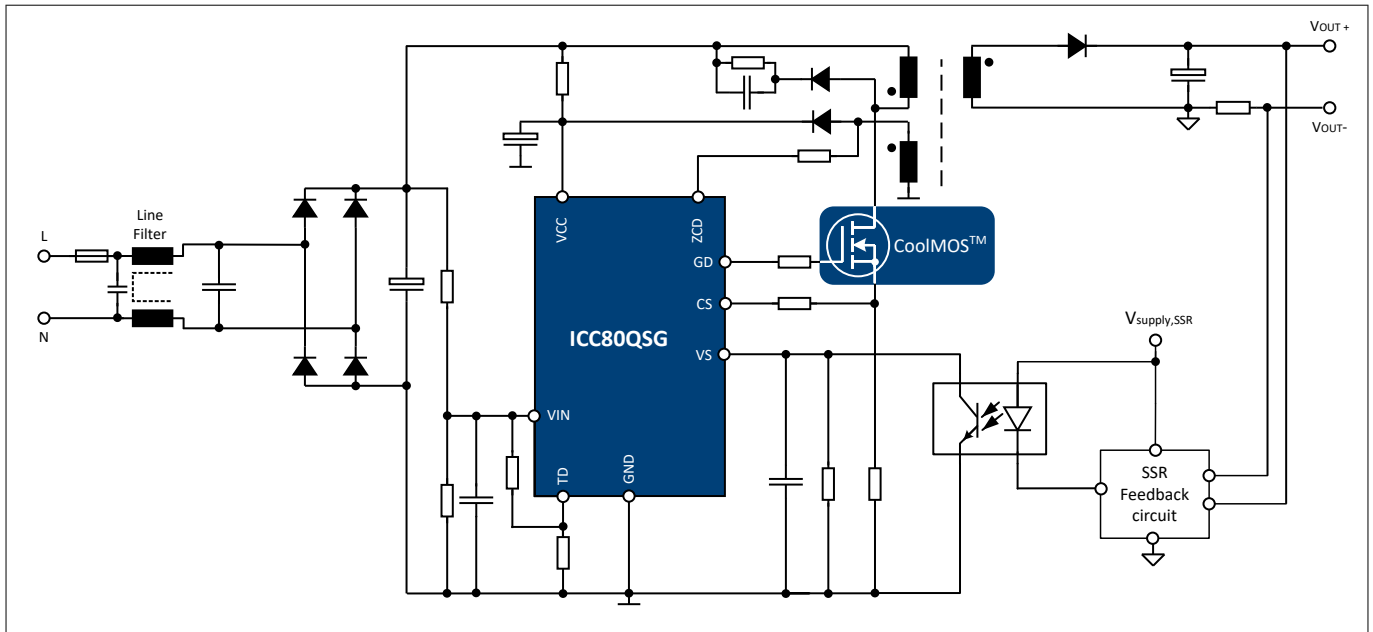 VOUT +
VOUT-
Line
Filter
L
N
VCC
ZCD
GD
CS
VS
ICC80QSG
VIN
TD
GND
CoolMOS™
Vsupply,SSR
SSR
Feedback
circuit